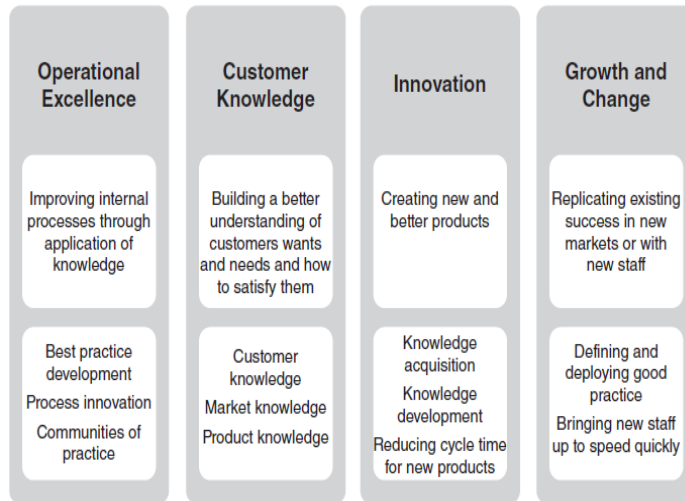 Operational
Excellence
Improving internal
processes through
application of
knowledge
Best practice
development
Process innovation
Communities of
practice
Customer
Knowledge
Building a better
understanding of
customers wants
and needs and how
to satisfy them
Customer
knowledge
Market knowledge
Product knowledge
Innovation
Creating new and
better products
Knowledge
acquisition
Knowledge
development
Reducing cycle time
for new products
Growth and
Change
Replicating existing
success in new
markets or with
new staff
Defining and
deploying good
practice
Bringing new staff
up to speed quickly